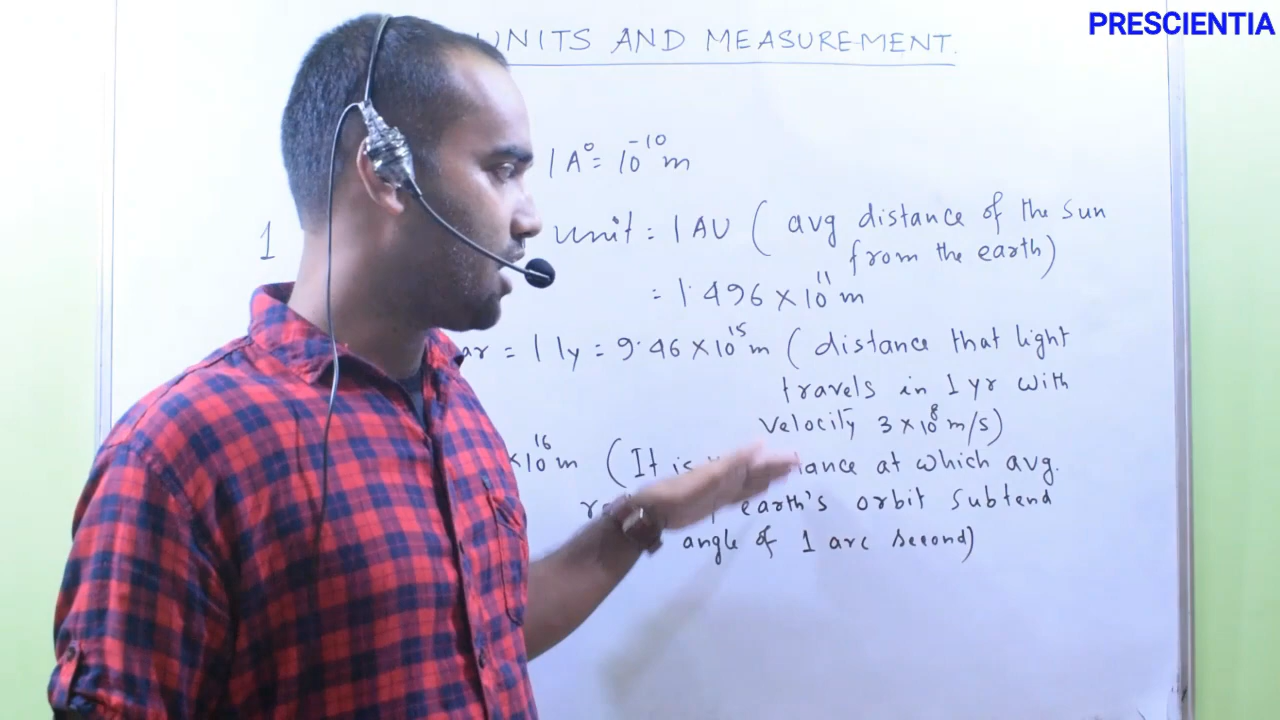 PRESCIENTIA
UNITS AND MEASUREMENT.
1 A° = 10⁻¹⁰ m
1 unit = 1 AU ( avg distance of the sun
from the earth)
= 1.496 × 10¹¹ m
ar = 1 ly = 9.46 × 10¹⁵ m ( distance that light
travels in 1 yr with
velocity 3 × 10⁸ m/s)
×10¹⁶ m ( It is at which avg.
earth's orbit subtend
angle of 1 arc second)